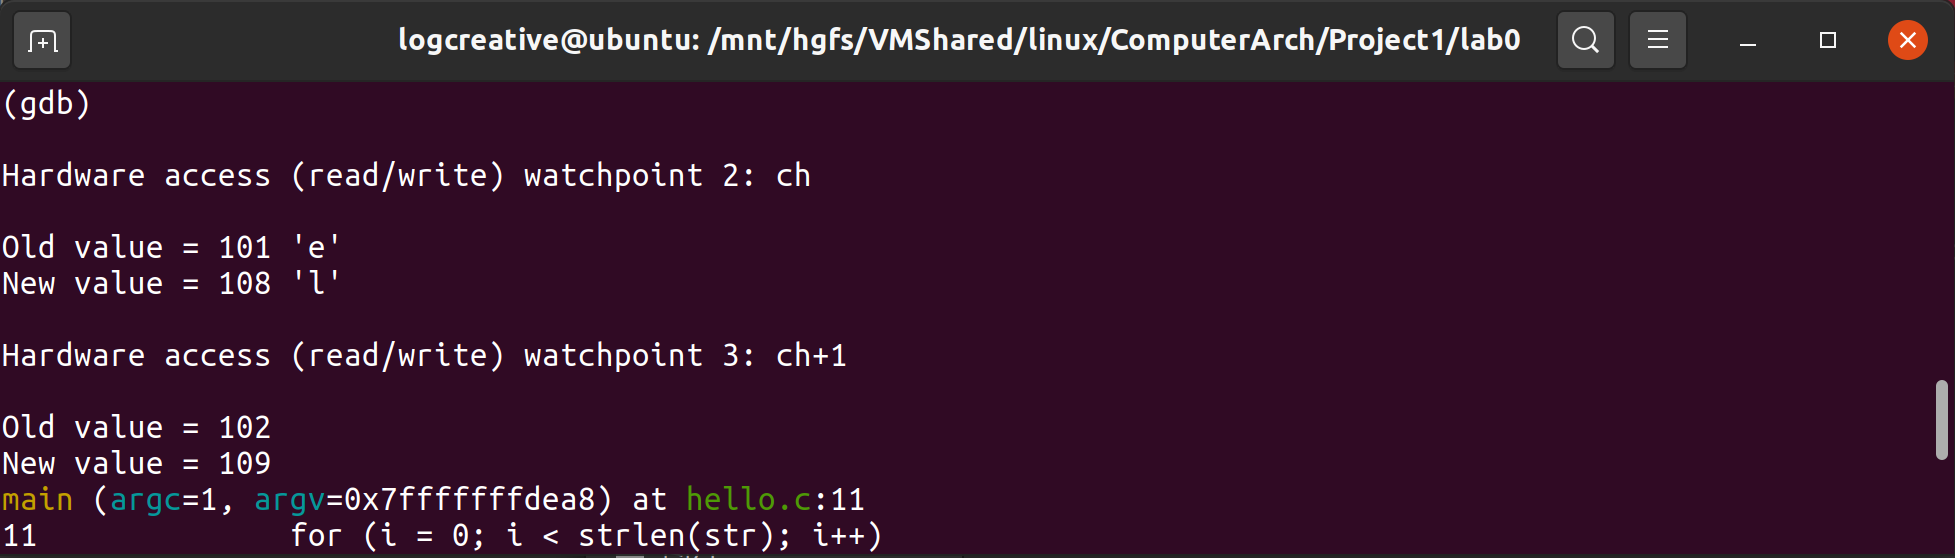 logcreative@ubuntu: /mnt/hgfs/VMShared/linux/ComputerArch/Project1/lab0
(gdb)
Hardware access (read/write) watchpoint 2: ch
Old value = 101 'e'
New value = 108 'l'
Hardware access (read/write) watchpoint 3: ch+1
Old value = 102
New value = 109
main (argc=1, argv=0x7fffffffdea8) at hello.c:11
11              for (i = 0; i < strlen(str); i++)